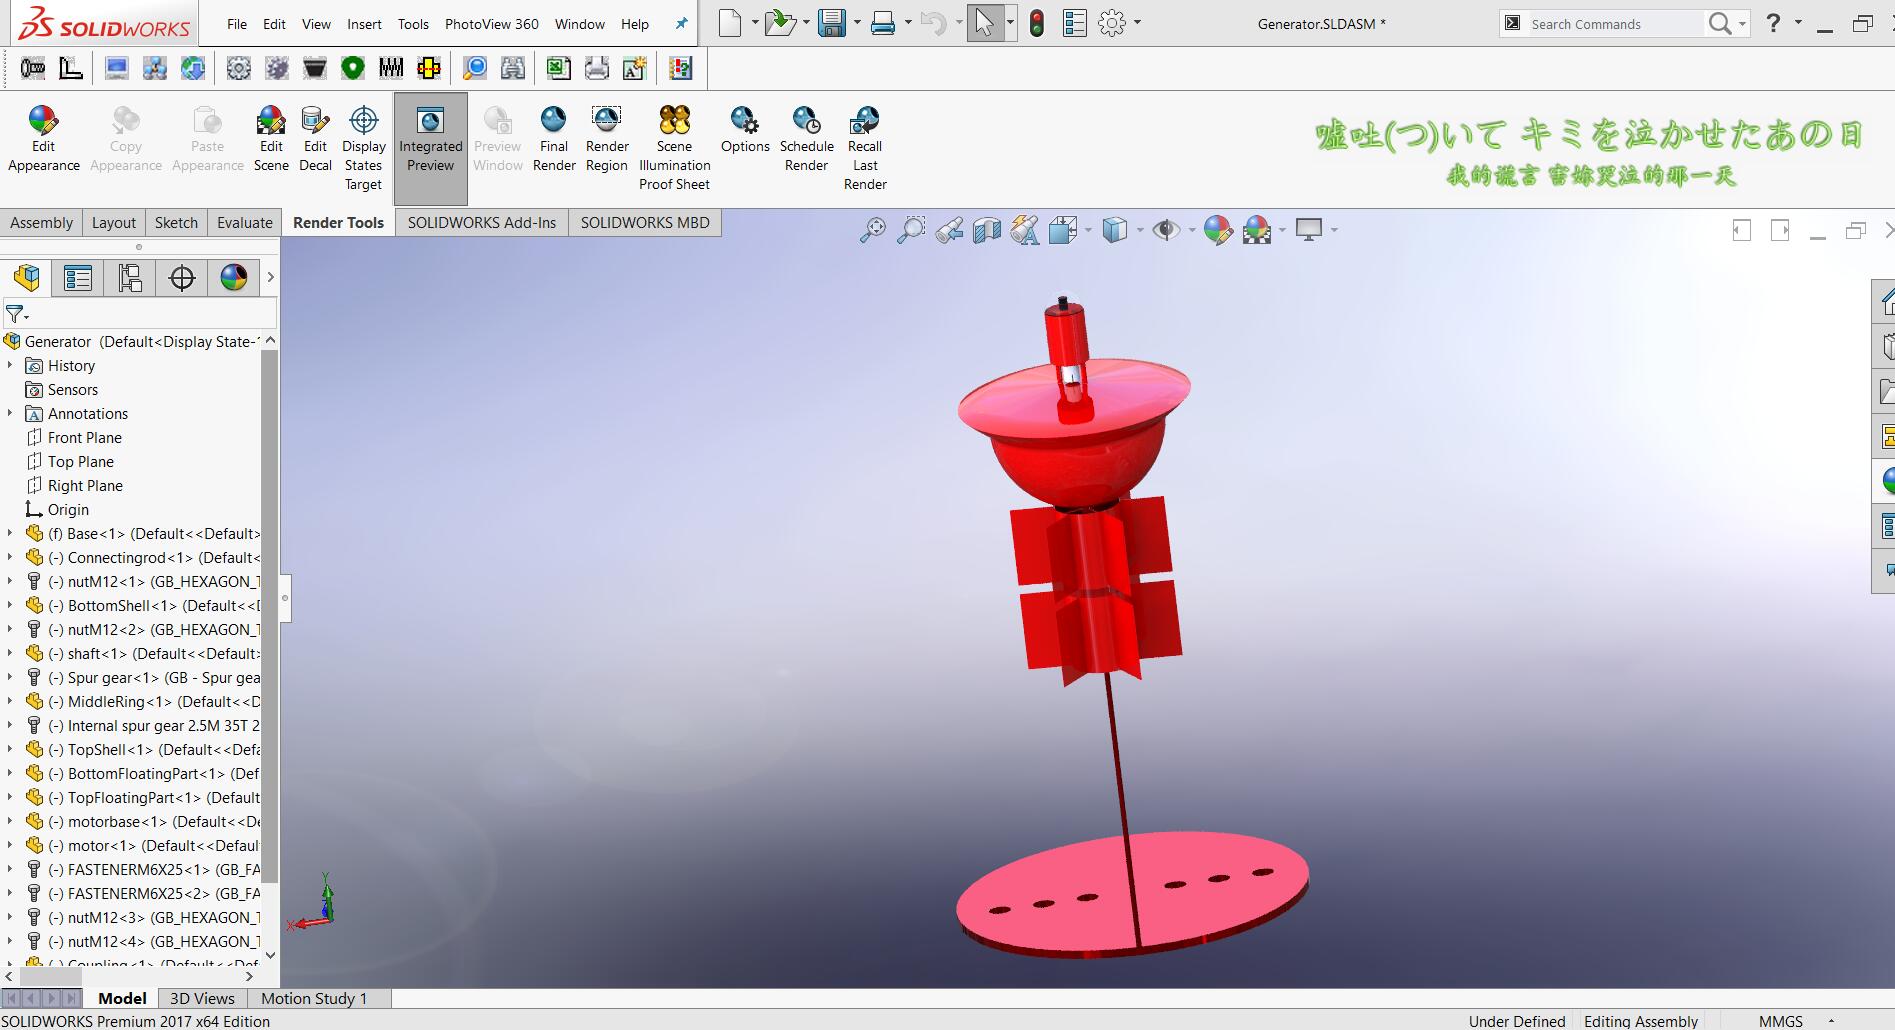 SOLIDWORKS
File Edit View Insert Tools PhotoView 360 Window Help
Generator.SLDASM *
Search Commands
Edit Appearance
Copy Appearance
Paste Appearance
Edit Scene
Edit Decal
Display States Target
Integrated Preview
Preview Window
Final Render
Render Region
Scene Illumination Proof Sheet
Options
Schedule Render
Recall Last Render
嘘吐(つ)いて キミを泣かせたあの日
我的谎言 害妳哭泣的那一天
Assembly Layout Sketch Evaluate Render Tools SOLIDWORKS Add-Ins SOLIDWORKS MBD
Generator (Default<Display State-
History
Sensors
Annotations
Front Plane
Top Plane
Right Plane
Origin
(f) Base<1> (Default<<Default>
(-) Connectingrod<1> (Default<
(-) nutM12<1> (GB_HEXAGON_T
(-) BottomShell<1> (Default<<D
(-) nutM12<2> (GB_HEXAGON_T
(-) shaft<1> (Default<<Default>
(-) Spur gear<1> (GB - Spur gea
(-) MiddleRing<1> (Default<<D
(-) Internal spur gear 2.5M 35T 2
(-) TopShell<1> (Default<<Defa
(-) BottomFloatingPart<1> (Def
(-) TopFloatingPart<1> (Default
(-) motorbase<1> (Default<<De
(-) motor<1> (Default<<Defaul
(-) FASTENERM6X25<1> (GB_FA
(-) FASTENERM6X25<2> (GB_FA
(-) nutM12<3> (GB_HEXAGON_T
(-) nutM12<4> (GB_HEXAGON_T
(-) Coupling<1> (Default<<Def
Y
X
Model 3D Views Motion Study 1
SOLIDWORKS Premium 2017 x64 Edition
Under Defined Editing Assembly MMGS